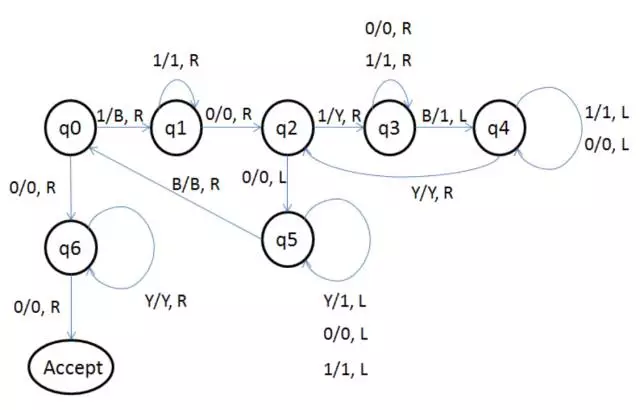 0/0, R
1/1, R
1/1, R
q0
1/B, R
q1
0/0, R
q2
1/Y, R
q3
B/1, L
q4
1/1, L
0/0, L
0/0, R
B/B, R
0/0, L
Y/Y, R
q6
q5
0/0, R
Y/Y, R
Y/1, L
0/0, L
1/1, L
Accept